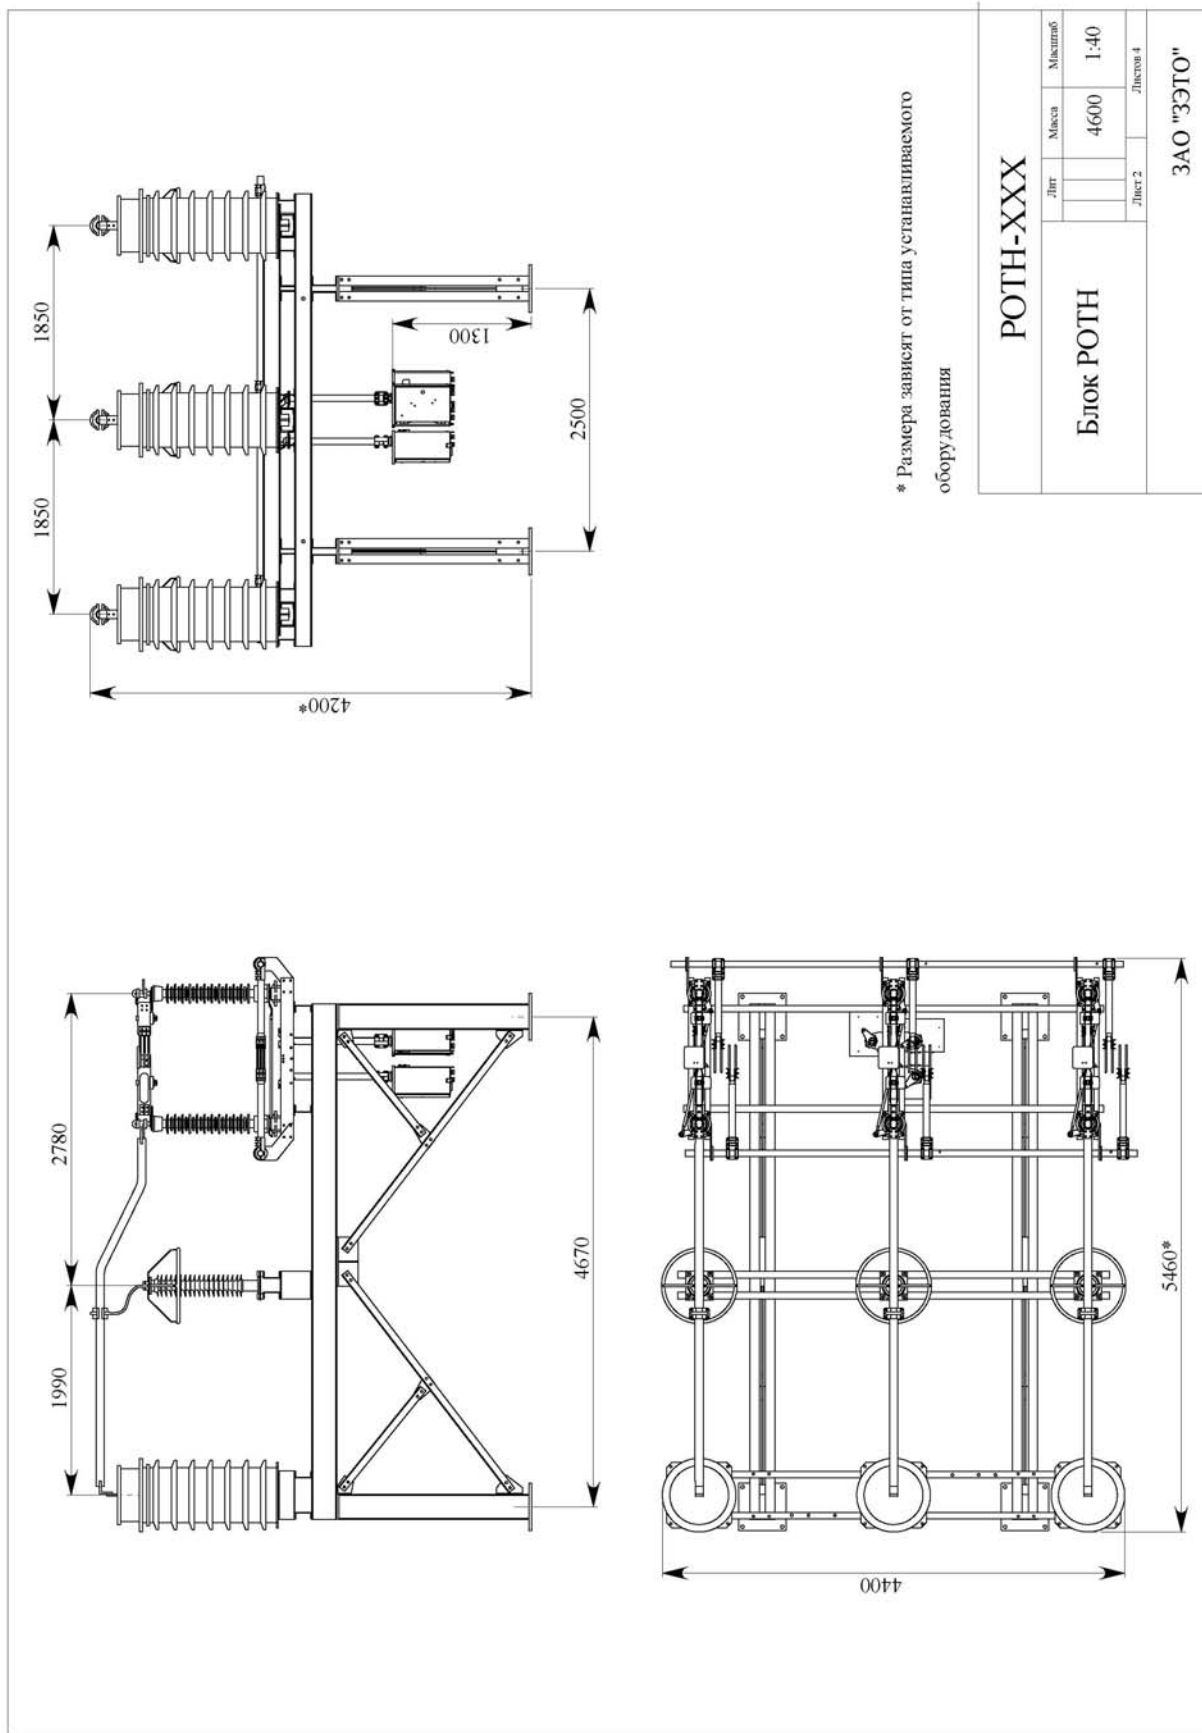 1990
2780
4670
1850
1850
4200*
1300
2500
4400
5460*
* Размера зависят от типа устанавливаемого
оборудования
РОТН-ХХХ
Блок РОТН
Лит
Масса
Масштаб
4600
1:40
Лист 2
Листов 4
ЗАО "ЗЭТО"